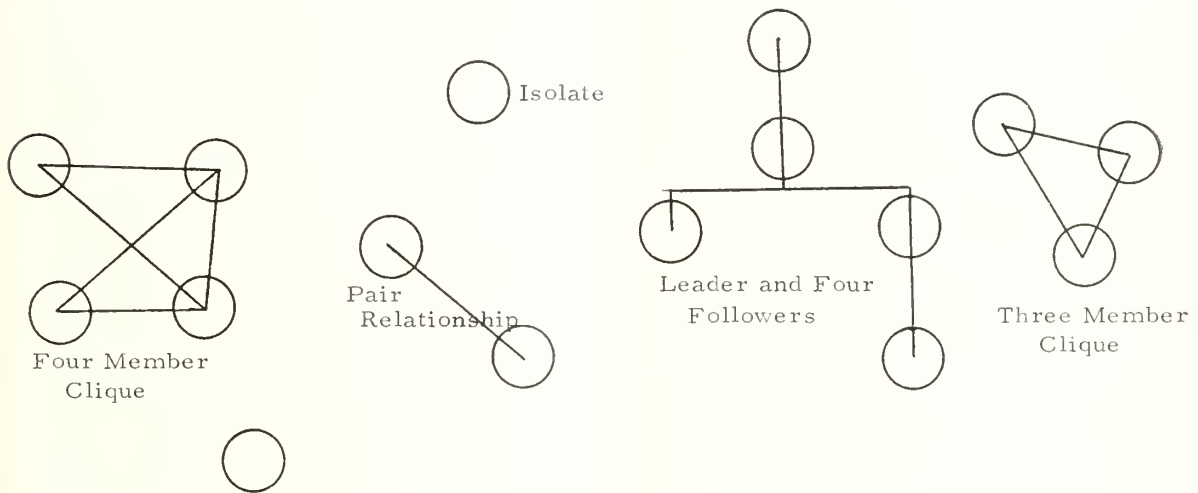 Isolate
Pair
Relationship
Leader and Four
Followers
Three Member
Clique
Four Member
Clique